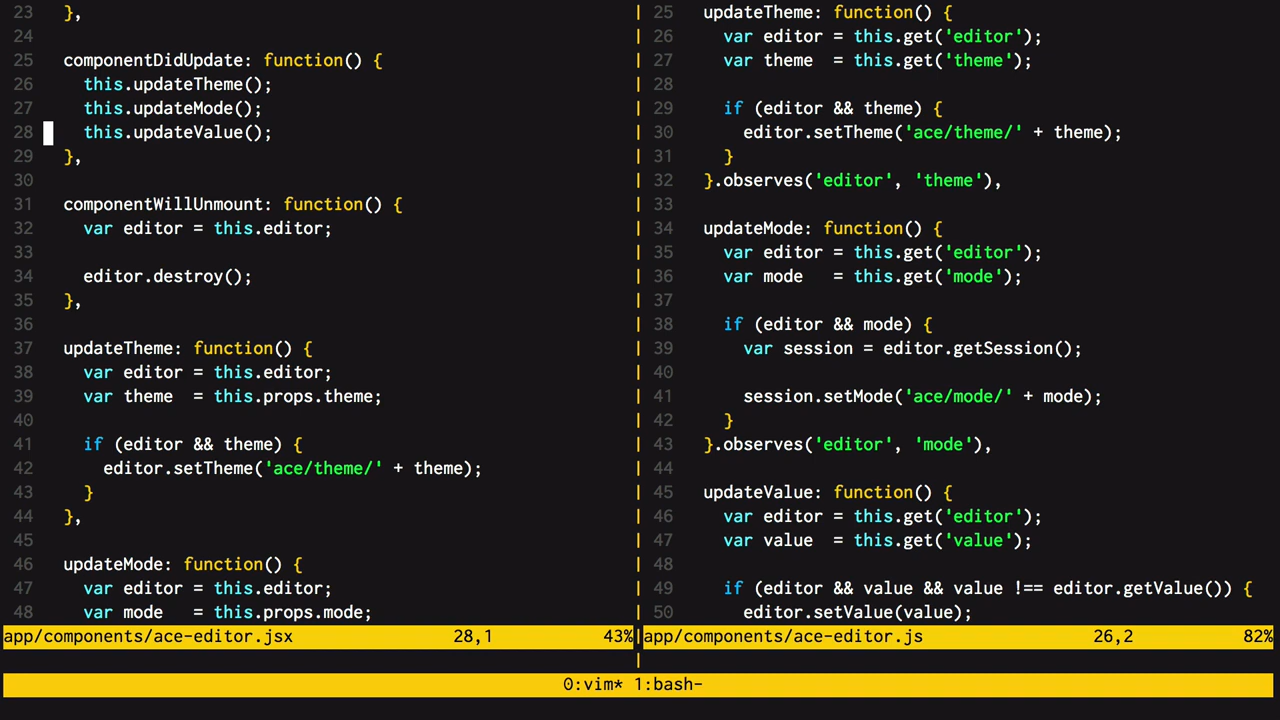 23   },
24
25   componentDidUpdate: function() {
26     this.updateTheme();
27     this.updateMode();
28     this.updateValue();
29   },
30
31   componentWillUnmount: function() {
32     var editor = this.editor;
33
34     editor.destroy();
35   },
36
37   updateTheme: function() {
38     var editor = this.editor;
39     var theme  = this.props.theme;
40
41     if (editor && theme) {
42       editor.setTheme('ace/theme/' + theme);
43     }
44   },
45
46   updateMode: function() {
47     var editor = this.editor;
48     var mode   = this.props.mode;
app/components/ace-editor.jsx                28,1           43%
25   updateTheme: function() {
26     var editor = this.get('editor');
27     var theme  = this.get('theme');
28
29     if (editor && theme) {
30       editor.setTheme('ace/theme/' + theme);
31     }
32   }.observes('editor', 'theme'),
33
34   updateMode: function() {
35     var editor = this.get('editor');
36     var mode   = this.get('mode');
37
38     if (editor && mode) {
39       var session = editor.getSession();
40
41       session.setMode('ace/mode/' + mode);
42     }
43   }.observes('editor', 'mode'),
44
45   updateValue: function() {
46     var editor = this.get('editor');
47     var value  = this.get('value');
48
49     if (editor && value && value !== editor.getValue()) {
50       editor.setValue(value);
app/components/ace-editor.js                 26,2           82%
0:vim* 1:bash-